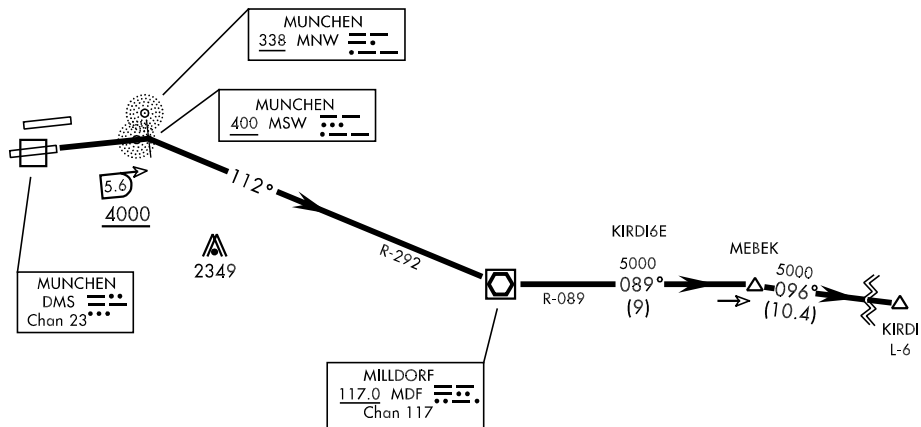 MUNCHEN
338 MNW
MUNCHEN
400 MSW
5.6
4000
112°
2349
R-292
MUNCHEN
DMS
Chan 23
KIRDI6E
5000
089°
(9)
R-089
MEBEK
5000
096°
(10.4)
KIRDI
L-6
MILLDORF
117.0 MDF
Chan 117